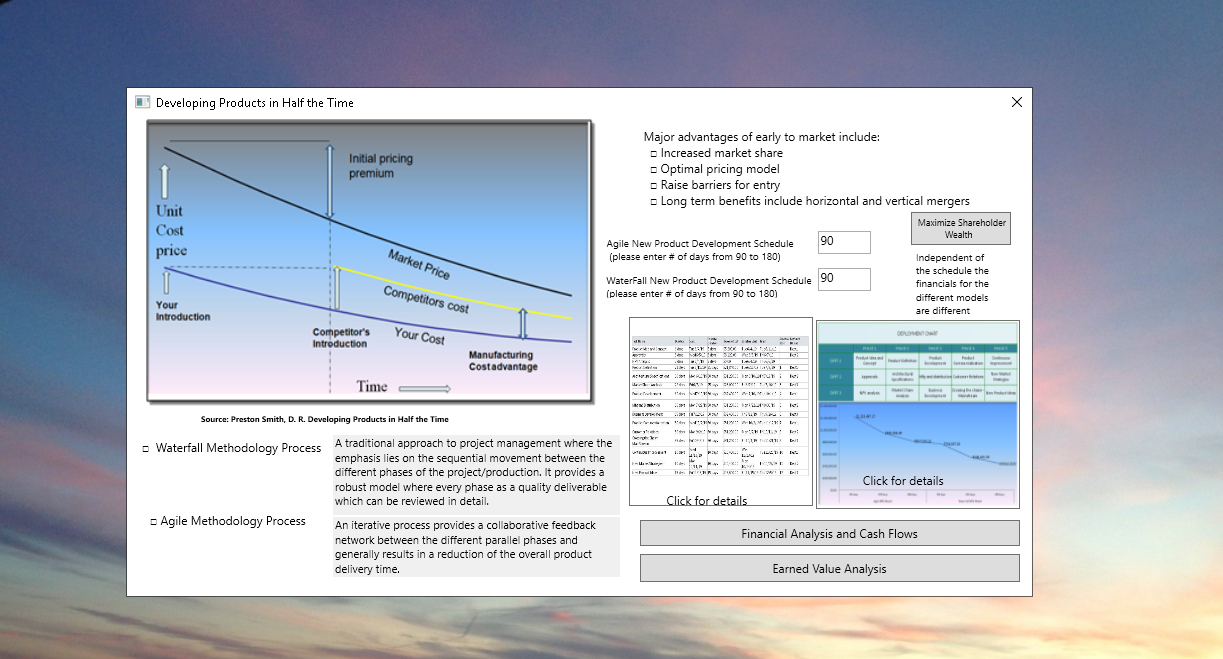 Developing Products in Half the Time
Initial pricing
premium
Unit
Cost
price
Market Price
Competitors cost
Your Cost
Your
Introduction
Competitor's
Introduction
Manufacturing
Cost advantage
Time
Source: Preston Smith, D. R. Developing Products in Half the Time
Waterfall Methodology Process
A traditional approach to project management where the
emphasis lies on the sequential movement between the
different phases of the project/production. It provides a
robust model where every phase as a quality deliverable
which can be reviewed in detail.
Agile Methodology Process
An iterative process provides a collaborative feedback
network between the different parallel phases and
generally results in a reduction of the overall product
delivery time.
Major advantages of early to market include:
Increased market share
Optimal pricing model
Raise barriers for entry
Long term benefits include horizontal and vertical mergers
Agile New Product Development Schedule
(please enter # of days from 90 to 180)
90
WaterFall New Product Development Schedule
(please enter # of days from 90 to 180)
90
Maximize Shareholder
Wealth
Independent of
the schedule the
financials for the
different models
are different
Click for details
DEPLOYMENT CHART
Click for details
Financial Analysis and Cash Flows
Earned Value Analysis